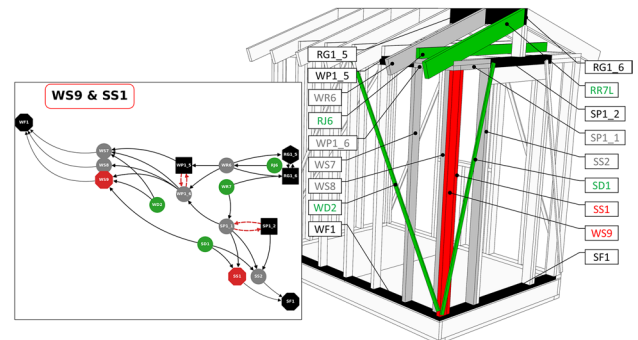 WS9 & SS1
WF1
WS7
WS8
WS9
WP1_5
WR6
RG1_5
RJ6
RG1_6
WR7
WP1_6
WD2
SP1_1
SP1_2
SD1
SS1
SS2
SF1
RG1_5
WP1_5
WR6
RJ6
WP1_6
WS7
WS8
WD2
WF1
RG1_6
RR7L
SP1_2
SP1_1
SS2
SD1
SS1
WS9
SF1